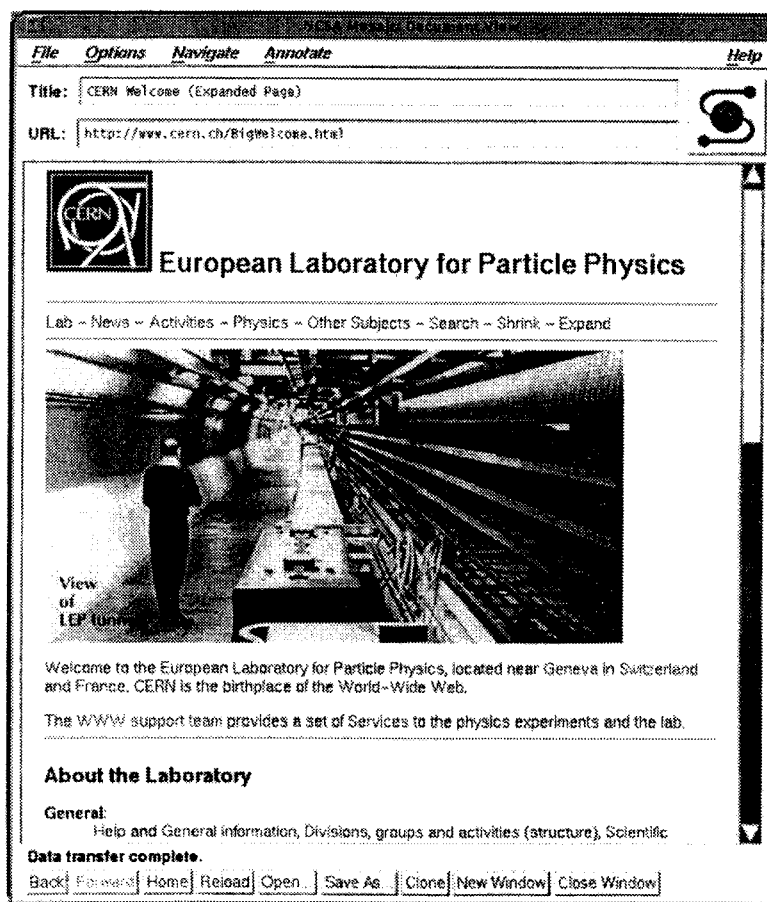 NCSA Mosaic: Document View
File Options Navigate Annotate Help
Title: CERN Welcome (Expanded Page)
URL: http://www.cern.ch/BigWelcome.html
CERN
European Laboratory for Particle Physics
Lab - News - Activities - Physics - Other Subjects - Search - Shrink - Expand
View
of
LEP tunnel
Welcome to the European Laboratory for Particle Physics, located near Geneva in Switzerland
and France. CERN is the birthplace of the World-Wide Web.
The WWW support team provides a set of Services to the physics experiments and the lab.
About the Laboratory
General:
Help and General information, Divisions, groups and activities (structure), Scientific
Data transfer complete.
Back Forward Home Reload Open... Save As... Clone New Window Close Window